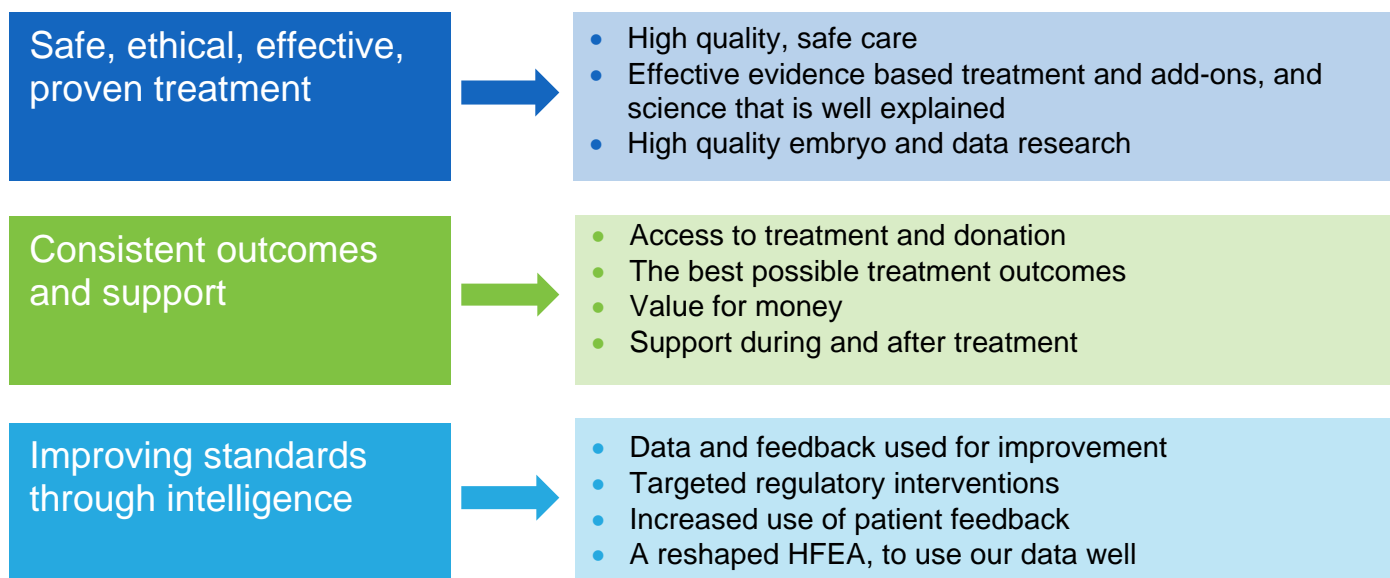 Safe, ethical, effective,
proven treatment
• High quality, safe care
• Effective evidence based treatment and add-ons, and
science that is well explained
• High quality embryo and data research
Consistent outcomes
and support
• Access to treatment and donation
• The best possible treatment outcomes
• Value for money
• Support during and after treatment
Improving standards
through intelligence
• Data and feedback used for improvement
• Targeted regulatory interventions
• Increased use of patient feedback
• A reshaped HFEA, to use our data well